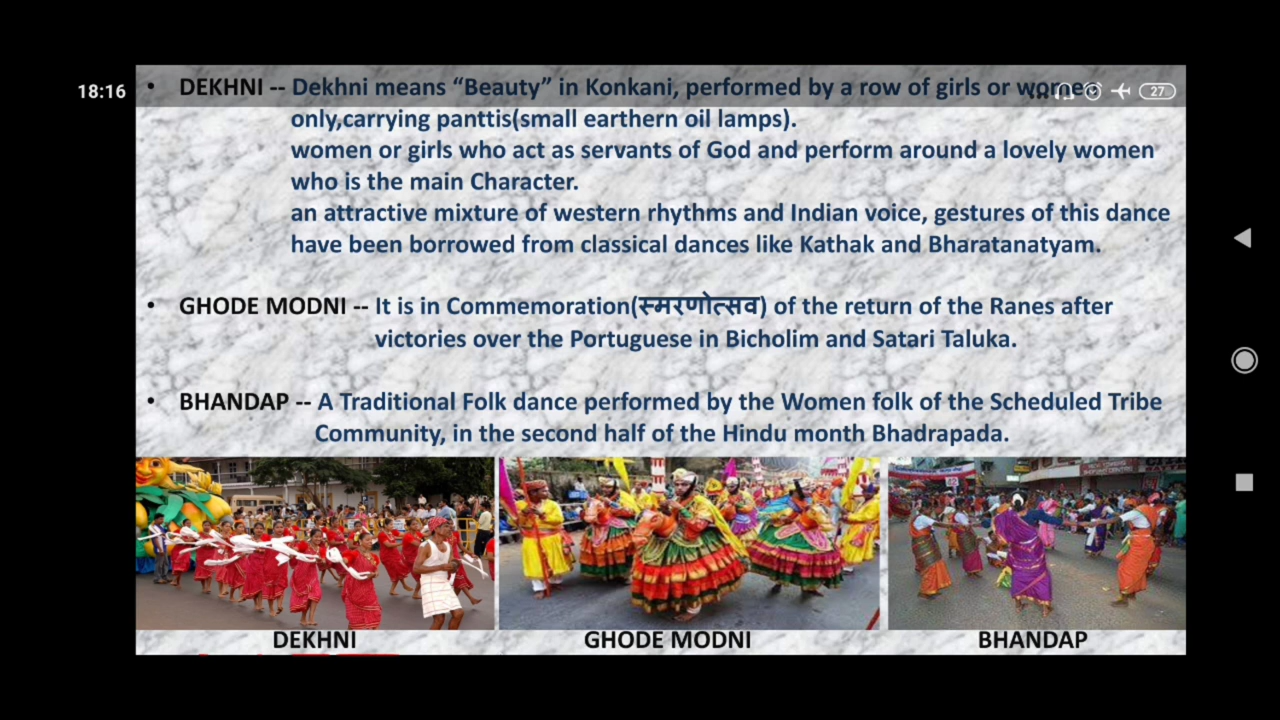 18:16
27
• DEKHNI -- Dekhni means “Beauty” in Konkani, performed by a row of girls or women
only,carrying panttis(small earthern oil lamps).
women or girls who act as servants of God and perform around a lovely women
who is the main Character.
an attractive mixture of western rhythms and Indian voice, gestures of this dance
have been borrowed from classical dances like Kathak and Bharatanatyam.
• GHODE MODNI -- It is in Commemoration(स्मरणोत्सव) of the return of the Ranes after
victories over the Portuguese in Bicholim and Satari Taluka.
• BHANDAP -- A Traditional Folk dance performed by the Women folk of the Scheduled Tribe
Community, in the second half of the Hindu month Bhadrapada.
DEKHNI
GHODE MODNI
BHANDAP